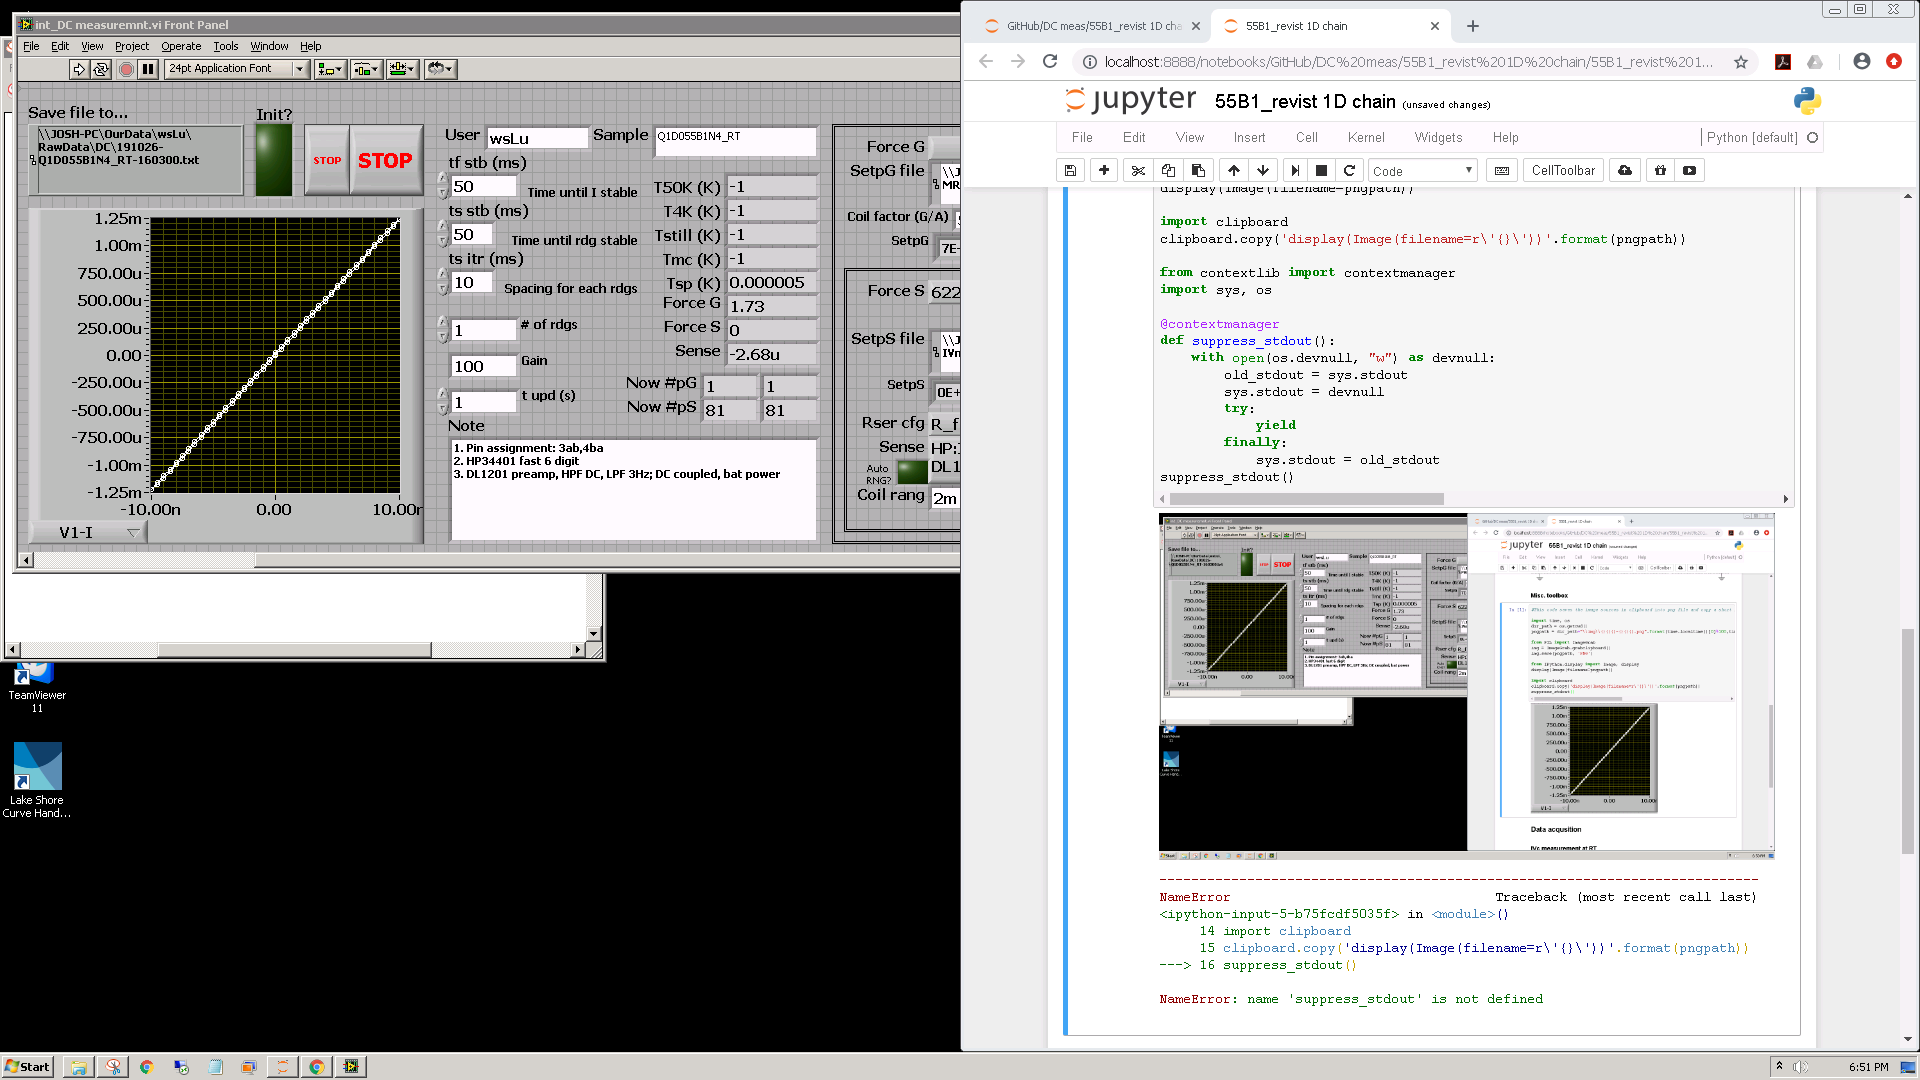 int_DC measuremnt.vi Front Panel
File Edit View Project Operate Tools Window Help
24pt Application Font
Save file to...
Init?
\\JOSH-PC\OurData\wsLu\
RawData\DC\191026-
Q1D055B1N4_RT-160300.txt
STOP
STOP
User
wsLu
Sample
Q1D055B1N4_RT
tf stb (ms)
50
Time until I stable
ts stb (ms)
50
Time until rdg stable
ts itr (ms)
10
Spacing for each rdgs
1
# of rdgs
100
Gain
1
t upd (s)
T50K (K)
-1
T4K (K)
-1
Tstill (K)
-1
Tmc (K)
-1
Tsp (K)
0.000005
Force G
1.73
Force S
0
Sense
-2.68u
Now #pG
1
1
Now #pS
81
81
Note
1. Pin assignment: 3ab,4ba
2. HP34401 fast 6 digit
3. DL1201 preamp, HPF DC, LPF 3Hz; DC coupled, bat power
Force G
SetpG file
\\J
MR
Coil factor (G/A)
SetpG
7E-
Force S
622
SetpS file
\\J
IVn
SetpS
0E+
Rser cfg
R_f
Sense
HP:
DL1
Auto
RNG?
Coil rang
2m
1.25m
1.00m
750.00u
500.00u
250.00u
0.00
-250.00u
-500.00u
-750.00u
-1.00m
-1.25m
-10.00n
0.00
10.00n
V1-I
TeamViewer
11
Lake Shore
Curve Hand...
GitHub/DC meas/55B1_revist 1D cha
55B1_revist 1D chain
localhost:8888/notebooks/GitHub/DC%20meas/55B1_revist%201D%20chain/55B1_revist%201...
jupyter 55B1_revist 1D chain (unsaved changes)
File Edit View Insert Cell Kernel Widgets Help
Python [default]
Code
CellToolbar
display(Image(filename=pngpath))
import clipboard
clipboard.copy('display(Image(filename=r\'{}\'))'.format(pngpath))
from contextlib import contextmanager
import sys, os
@contextmanager
def suppress_stdout():
with open(os.devnull, "w") as devnull:
old_stdout = sys.stdout
sys.stdout = devnull
try:
yield
finally:
sys.stdout = old_stdout
suppress_stdout()
Misc. toolbox
Data acqusition
IVs measurement at RT
---------------------------------------------------------------------------
NameError Traceback (most recent call last)
<ipython-input-5-b75fcdf5035f> in <module>()
14 import clipboard
15 clipboard.copy('display(Image(filename=r\'{}\'))'.format(pngpath))
---> 16 suppress_stdout()
NameError: name 'suppress_stdout' is not defined
Start
6:51 PM